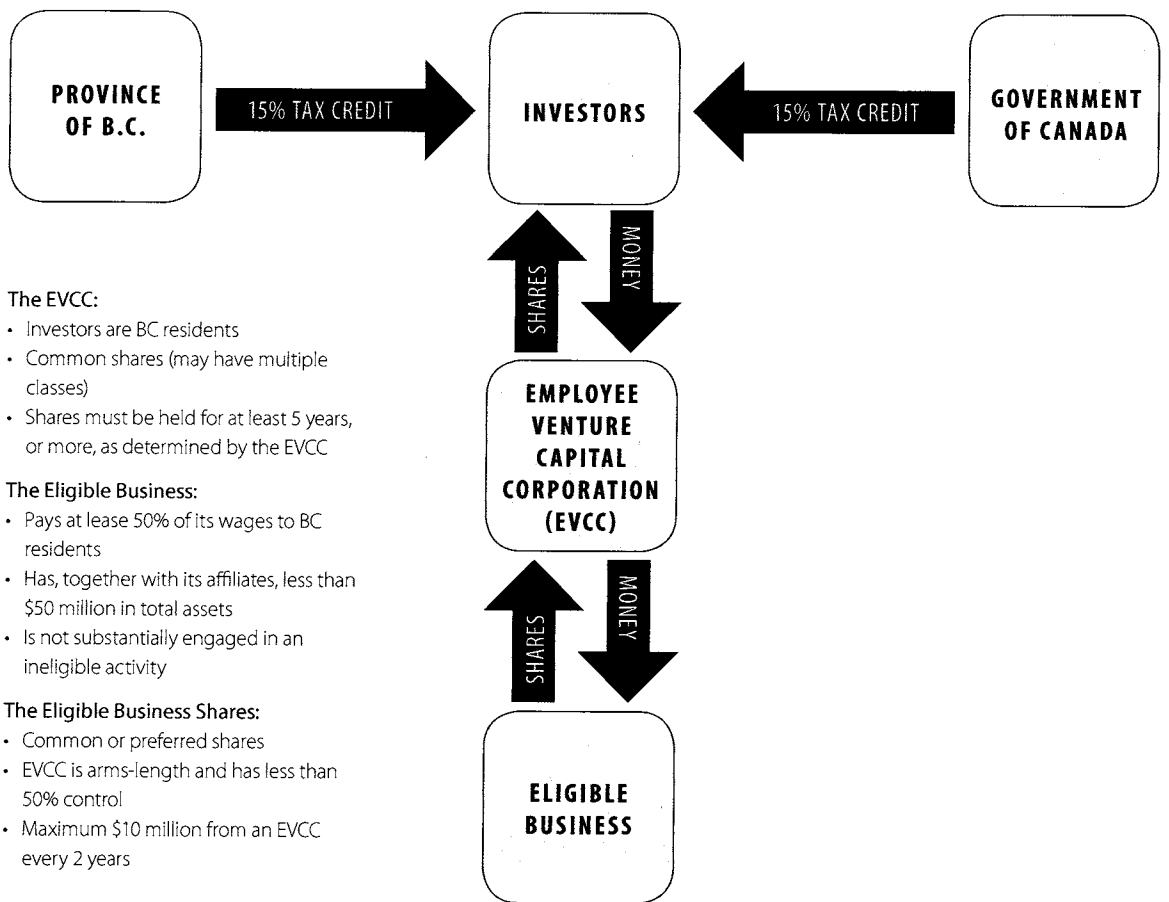 PROVINCE
OF B.C.
15% TAX CREDIT
INVESTORS
15% TAX CREDIT
GOVERNMENT
OF CANADA
SHARES
MONEY
The EVCC:
• Investors are BC residents
• Common shares (may have multiple
classes)
• Shares must be held for at least 5 years,
or more, as determined by the EVCC
The Eligible Business:
• Pays at lease 50% of its wages to BC
residents
• Has, together with its affiliates, less than
$50 million in total assets
• Is not substantially engaged in an
ineligible activity
The Eligible Business Shares:
• Common or preferred shares
• EVCC is arms-length and has less than
50% control
• Maximum $10 million from an EVCC
every 2 years
EMPLOYEE
VENTURE
CAPITAL
CORPORATION
(EVCC)
SHARES
MONEY
ELIGIBLE
BUSINESS